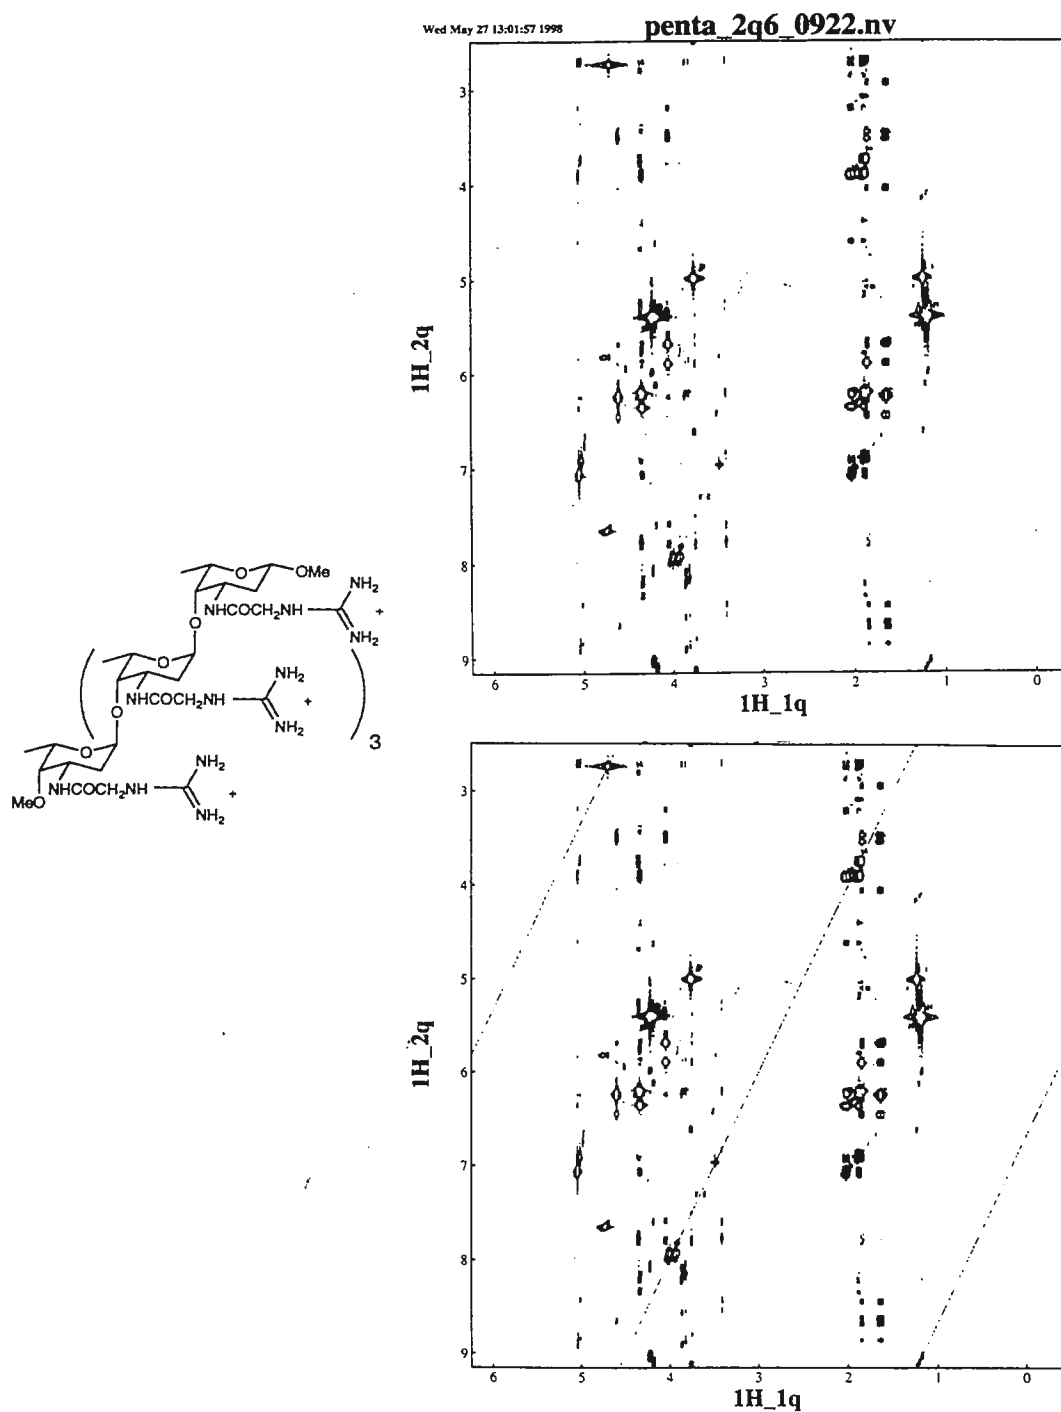 Wed May 27 13:01:57 1998
penta_2q6_0922.nv
3
4
5
6
7
8
9
1H_2q
6 5 4 3 2 1 0
1H_1q
OMe
O
NH2
NHCOCH2NH
+
NH2
O
O
NH2
NHCOCH2NH
+
NH2
O
3
O
NH2
NHCOCH2NH
+
MeO
NH2
3
4
5
6
7
8
9
1H_2q
6 5 4 3 2 1 0
1H_1q